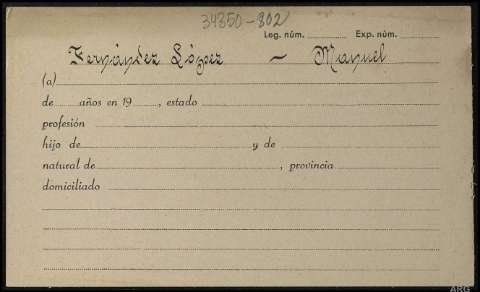 34350-802
Leg. núm. Exp. núm.
Fernández López — Manuel
(a)
de años en 19 , estado
profesión
hijo de y de
natural de , provincia
domiciliado
ARG